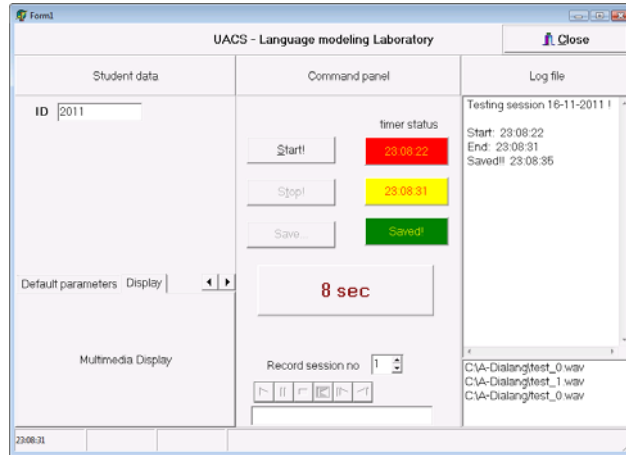 Form1
UACS - Language modeling Laboratory
Close
Student data
Command panel
Log file
ID 2011
timer status
Start!
23:08:22
Stop!
23:08:31
Save...
Saved!
8 sec
Default parameters Display
Multimedia Display
Record session no 1
Testing session 16-11-2011 !
Start: 23:08:22
End: 23:08:31
Saved!! 23:08:35
C:\A-Dialang\test_0.wav
C:\A-Dialang\test_1.wav
C:\A-Dialang\test_0.wav
23:08:31